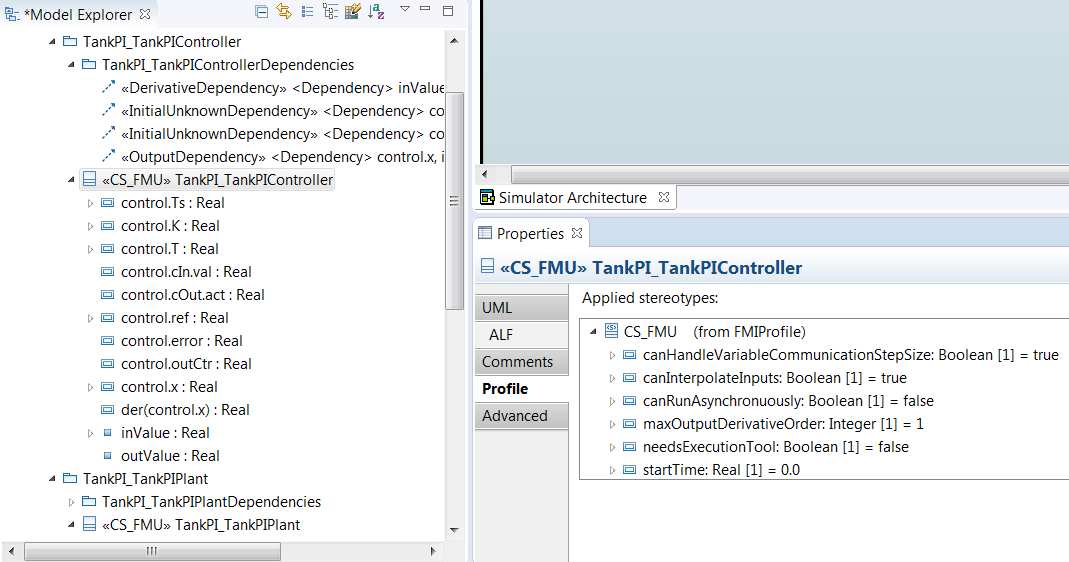 *Model Explorer
TankPI_TankPIController
TankPI_TankPIControllerDependencies
«DerivativeDependency» <Dependency> inValue
«InitialUnknownDependency» <Dependency> co
«InitialUnknownDependency» <Dependency> co
«OutputDependency» <Dependency> control.x, i
«CS_FMU» TankPI_TankPIController
control.Ts : Real
control.K : Real
control.T : Real
control.cIn.val : Real
control.cOut.act : Real
control.ref : Real
control.error : Real
control.outCtr : Real
control.x : Real
der(control.x) : Real
inValue : Real
outValue : Real
TankPI_TankPIPlant
TankPI_TankPIPlantDependencies
«CS_FMU» TankPI_TankPIPlant
Simulator Architecture
Properties
«CS_FMU» TankPI_TankPIController
UML
ALF
Comments
Profile
Advanced
Applied stereotypes:
CS_FMU (from FMIProfile)
canHandleVariableCommunicationStepSize: Boolean [1] = true
canInterpolateInputs: Boolean [1] = true
canRunAsynchronuously: Boolean [1] = false
maxOutputDerivativeOrder: Integer [1] = 1
needsExecutionTool: Boolean [1] = false
startTime: Real [1] = 0.0